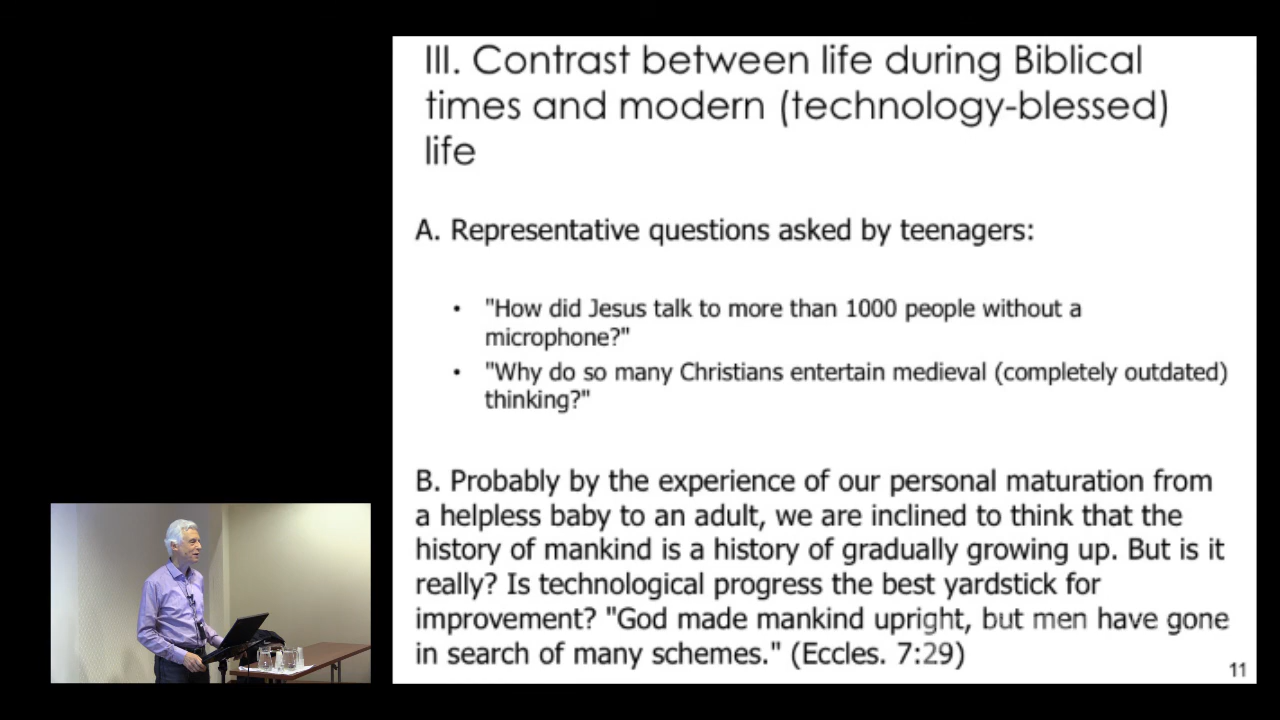 III. Contrast between life during Biblical
times and modern (technology-blessed)
life
A. Representative questions asked by teenagers:
• "How did Jesus talk to more than 1000 people without a
microphone?"
• "Why do so many Christians entertain medieval (completely outdated)
thinking?"
B. Probably by the experience of our personal maturation from
a helpless baby to an adult, we are inclined to think that the
history of mankind is a history of gradually growing up. But is it
really? Is technological progress the best yardstick for
improvement? "God made mankind upright, but men have gone
in search of many schemes." (Eccles. 7:29)
11